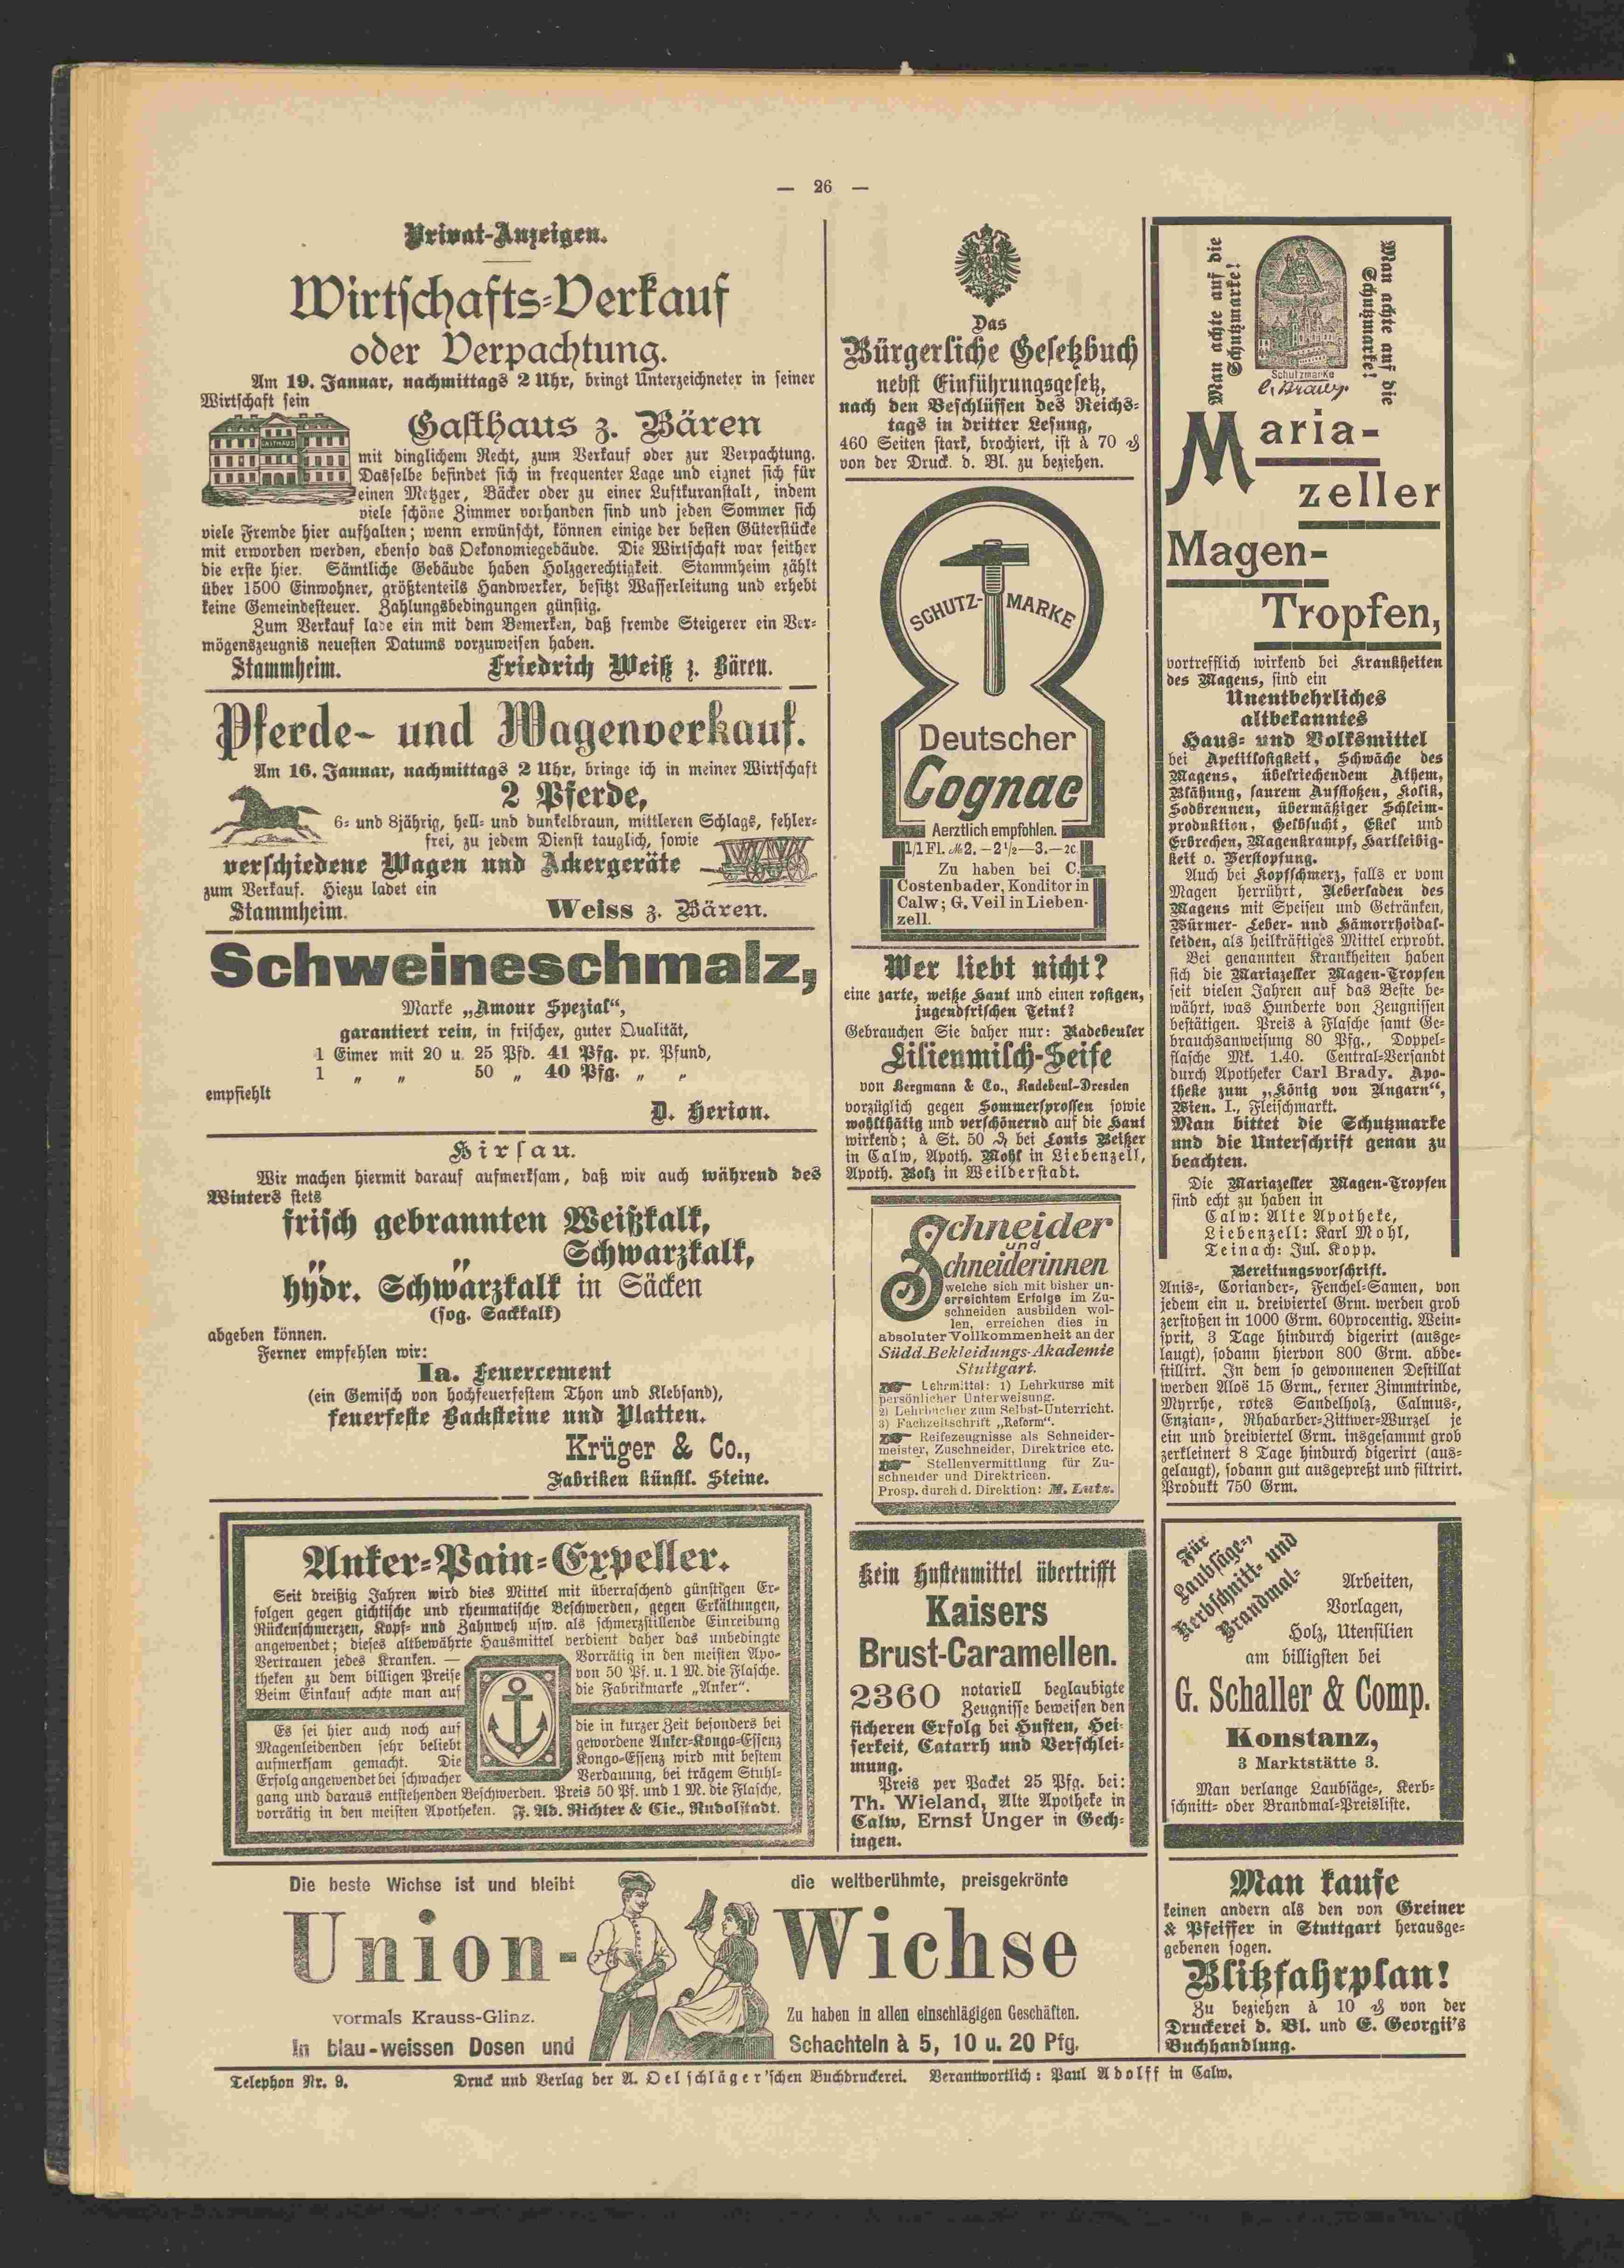 — 26 —
Privat-Anzeigen.
Wirtschafts-Verkauf
oder Verpachtung.
Am 19. Januar, nachmittags 2 Uhr, bringt Unterzeichneter in seiner
Wirtschaft sein
Gasthaus z. Bären
GASTHAUS
mit dinglichem Recht, zum Verkauf oder zur Verpachtung.
Dasselbe befindet sich in frequenter Lage und eignet sich für
einen Metzger, Bäcker oder zu einer Luftkuranstalt, indem
viele schöne Zimmer vorhanden sind und jeden Sommer sich
viele Fremde hier aufhalten; wenn erwünscht, können einige der besten Güterstücke
mit erworben werden, ebenso das Oekonomiegebäude. Die Wirtschaft war seither
die erste hier. Sämtliche Gebäude haben Holzgerechtigkeit. Stammheim zählt
über 1500 Einwohner, größtenteils Handwerker, besitzt Wasserleitung und erhebt
keine Gemeindesteuer. Zahlungsbedingungen günstig.
Zum Verkauf lade ein mit dem Bemerken, daß fremde Steigerer ein Ver-
mögenszeugnis neuesten Datums vorzuweisen haben.
Stammheim. Friedrich Weiß z. Bären.
Pferde- und Wagenverkauf.
Am 16. Januar, nachmittags 2 Uhr, bringe ich in meiner Wirtschaft
2 Pferde,
6- und 8jährig, hell- und dunkelbraun, mittleren Schlags, fehler-
frei, zu jedem Dienst tauglich, sowie
verschiedene Wagen und Ackergeräte
zum Verkauf. Hiezu ladet ein
Stammheim. Weiss z. Bären.
Schweineschmalz,
Marke „Amour Spezial“,
garantiert rein, in frischer, guter Qualität,
1 Eimer mit 20 u. 25 Pfd. 41 Pfg. pr. Pfund,
1 „ „ 50 „ 40 Pfg. „ „
empfiehlt
D. Herion.
Hirsau.
Wir machen hiermit darauf aufmerksam, daß wir auch während des
Winters stets
frisch gebrannten Weißkalk,
„ „ Schwarzkalk,
hydr. Schwarzkalk in Säcken
(sog. Sackkalk)
abgeben können.
Ferner empfehlen wir:
Ia. Feuercement
(ein Gemisch von hochfeuerfestem Thon und Klebsand),
feuerfeste Backsteine und Platten.
Krüger & Co.,
Fabriken künstl. Steine.
Anker-Pain-Expeller.
Seit dreißig Jahren wird dies Mittel mit überraschend günstigen Er-
folgen gegen gichtische und rheumatische Beschwerden, gegen Erkältungen,
Rückenschmerzen, Kopf- und Zahnweh usw. als schmerzstillende Einreibung
angewendet; dieses altbewährte Hausmittel verdient daher das unbedingte
Vertrauen jedes Kranken. — Vorrätig in den meisten Apo-
theken zu dem billigen Preise von 50 Pf. u. 1 M. die Flasche.
Beim Einkauf achte man auf die Fabrikmarke „Anker“.
Es sei hier auch noch auf die in kurzer Zeit besonders bei
Magenleidenden sehr beliebt gewordene Anker-Kongo-Essenz
aufmerksam gemacht. Die Kongo-Essenz wird mit bestem
Erfolg angewendet bei schwacher Verdauung, bei trägem Stuhl-
gang und daraus entstehenden Beschwerden. Preis 50 Pf. und 1 M. die Flasche,
vorrätig in den meisten Apotheken. F. Ad. Richter & Cie., Rudolstadt.
Das
Bürgerliche Gesetzbuch
nebst Einführungsgesetz,
nach den Beschlüssen des Reichs-
tags in dritter Lesung,
460 Seiten stark, brochiert, ist à 70 ₰
von der Druck. d. Bl. zu beziehen.
SCHUTZ-MARKE
Deutscher
Cognac
Aerztlich empfohlen.
1/1 Fl. ℳ 2.–2½–3.–2c.
Zu haben bei C.
Costenbader, Konditor in
Calw; G. Veil in Lieben-
zell.
Wer liebt nicht?
eine zarte, weiße Haut und einen rosigen,
jugendfrischen Teint?
Gebrauchen Sie daher nur: Radebeuler
Lilienmilch-Seife
von Bergmann & Co., Radebeul-Dresden
vorzüglich gegen Sommersprossen sowie
wohlthätig und verschönernd auf die Haut
wirkend; à St. 50 ₰ bei Louis Beißer
in Calw, Apoth. Mohl in Liebenzell,
Apoth. Bolz in Weilderstadt.
Schneider
und
Schneiderinnen
welche sich mit bisher un-
erreichtem Erfolge im Zu-
schneiden ausbilden wol-
len, erreichen dies in
absoluter Vollkommenheit an der
Südd. Bekleidungs-Akademie
Stuttgart.
Lehrmittel: 1) Lehrkurse mit
persönlicher Unterweisung.
2) Lehrbücher zum Selbst-Unterricht.
3) Fachzeitschrift „Reform“.
Reifezeugnisse als Schneider-
meister, Zuschneider, Direktrice etc.
Stellenvermittlung für Zu-
schneider und Direktricen.
Prosp. durch d. Direktion: M. Lutz.
Kein Hustenmittel übertrifft
Kaisers
Brust-Caramellen.
2360 notariell beglaubigte
Zeugnisse beweisen den
sicheren Erfolg bei Husten, Hei-
serkeit, Catarrh und Verschlei-
mung.
Preis per Packet 25 Pfg. bei:
Th. Wieland, Alte Apotheke in
Calw, Ernst Unger in Gech-
ingen.
Man achte auf die
Schutzmarke!
Schutzmarke
C. Brady
Man achte auf die
Schutzmarke!
Maria-
zeller
Magen-
Tropfen,
vortrefflich wirkend bei Krankheiten
des Magens, sind ein
Unentbehrliches
altbekanntes
Haus- und Volksmittel
bei Apetitlosigkeit, Schwäche des
Magens, übelriechendem Athem,
Blähung, saurem Aufstoßen, Kolik,
Sodbrennen, übermäßiger Schleim-
produktion, Gelbsucht, Ekel und
Erbrechen, Magenkrampf, Hartleibig-
keit o. Verstopfung.
Auch bei Kopfschmerz, falls er vom
Magen herrührt, Ueberladen des
Magens mit Speisen und Getränken,
Würmer- Leber- und Hämorrhoidal-
leiden, als heilkräftiges Mittel erprobt.
Bei genannten Krankheiten haben
sich die Mariazeller Magen-Tropfen
seit vielen Jahren auf das Beste be-
währt, was Hunderte von Zeugnissen
bestätigen. Preis à Flasche samt Ge-
brauchsanweisung 80 Pfg., Doppel-
flasche Mk. 1.40. Central-Versandt
durch Apotheker Carl Brady. Apo-
theke zum „König von Ungarn“,
Wien. I., Fleischmarkt.
Man bittet die Schutzmarke
und die Unterschrift genau zu
beachten.
Die Mariazeller Magen-Tropfen
sind echt zu haben in
Calw: Alte Apotheke,
Liebenzell: Karl Mohl,
Teinach: Jul. Kopp.
Bereitungsvorschrift.
Anis-, Coriander-, Fenchel-Samen, von
jedem ein u. dreiviertel Grm. werden grob
zerstoßen in 1000 Grm. 60procentig. Wein-
sprit, 3 Tage hindurch digerirt (ausge-
laugt), sodann hiervon 800 Grm. abde-
stillirt. In dem so gewonnenen Destillat
werden Aloë 15 Grm., ferner Zimmtrinde,
Myrrhe, rotes Sandelholz, Calmus-,
Enzian-, Rhabarber-Zittwer-Wurzel je
ein und dreiviertel Grm. insgesammt grob
zerkleinert 8 Tage hindurch digerirt (aus-
gelaugt), sodann gut ausgepreßt und filtrirt.
Produkt 750 Grm.
Für
Laubsäge-,
Kerbschnitt- und
Brandmal-
Arbeiten,
Vorlagen,
Holz, Utensilien
am billigsten bei
G. Schaller & Comp.
Konstanz,
3 Marktstätte 3.
Man verlange Laubsäge-, Kerb-
schnitt- oder Brandmal-Preisliste.
Die beste Wichse ist und bleibt die weltberühmte, preisgekrönte
Union-Wichse
vormals Krauss-Glinz. Zu haben in allen einschlägigen Geschäften.
In blau-weissen Dosen und Schachteln à 5, 10 u. 20 Pfg.
Man kaufe
keinen andern als den von Greiner
& Pfeiffer in Stuttgart herausge-
gebenen sogen.
Blitzfahrplan!
Zu beziehen à 10 ₰ von der
Druckerei d. Bl. und E. Georgii's
Buchhandlung.
Telephon Nr. 9. Druck und Verlag der A. Oelschläger'schen Buchdruckerei. Verantwortlich: Paul Adolff in Calw.